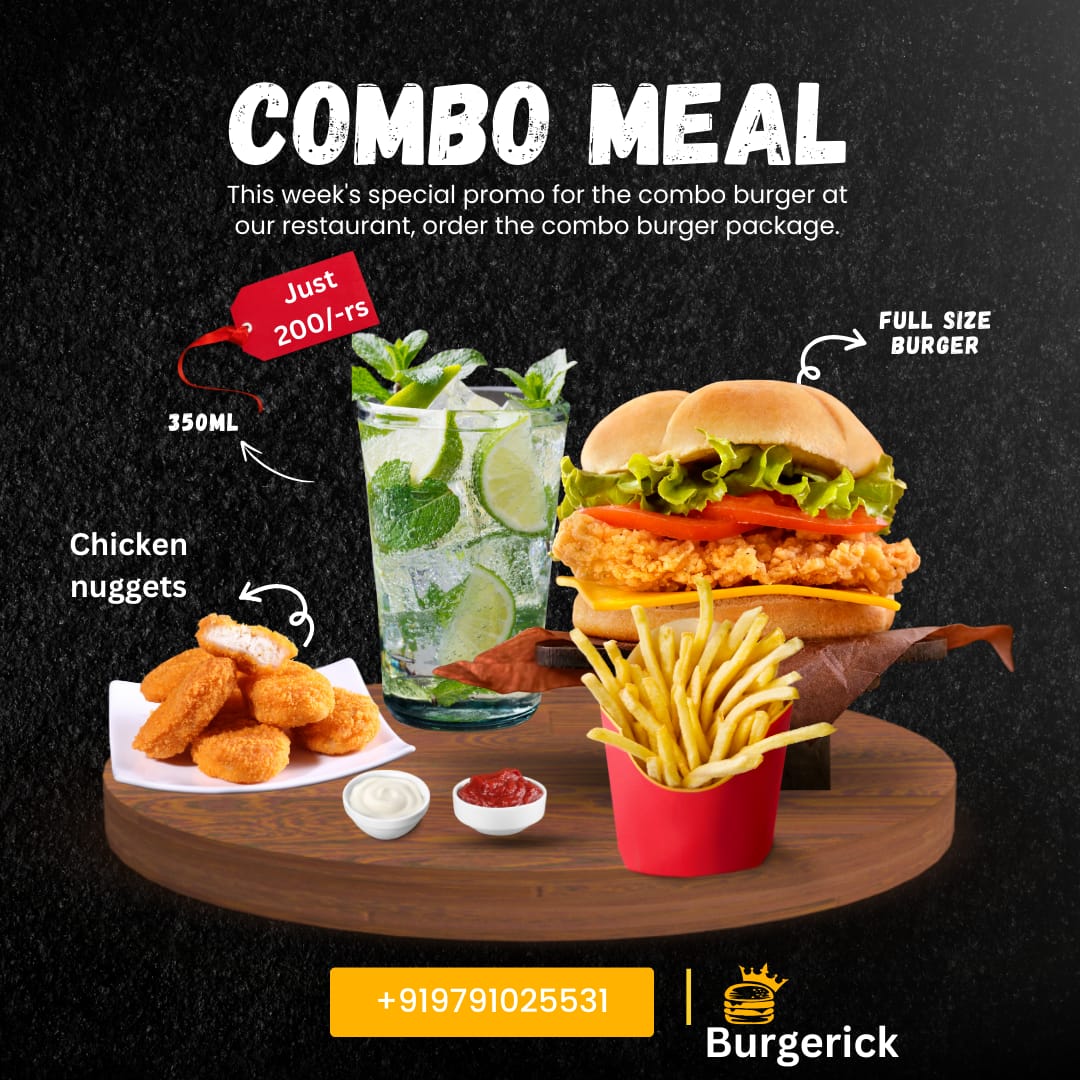 COMBO MEAL
This week's special promo for the combo burger at
our restaurant, order the combo burger package.
Just
200/-rs
FULL SIZE
BURGER
350ML
Chicken
nuggets
+919791025531
Burgerick